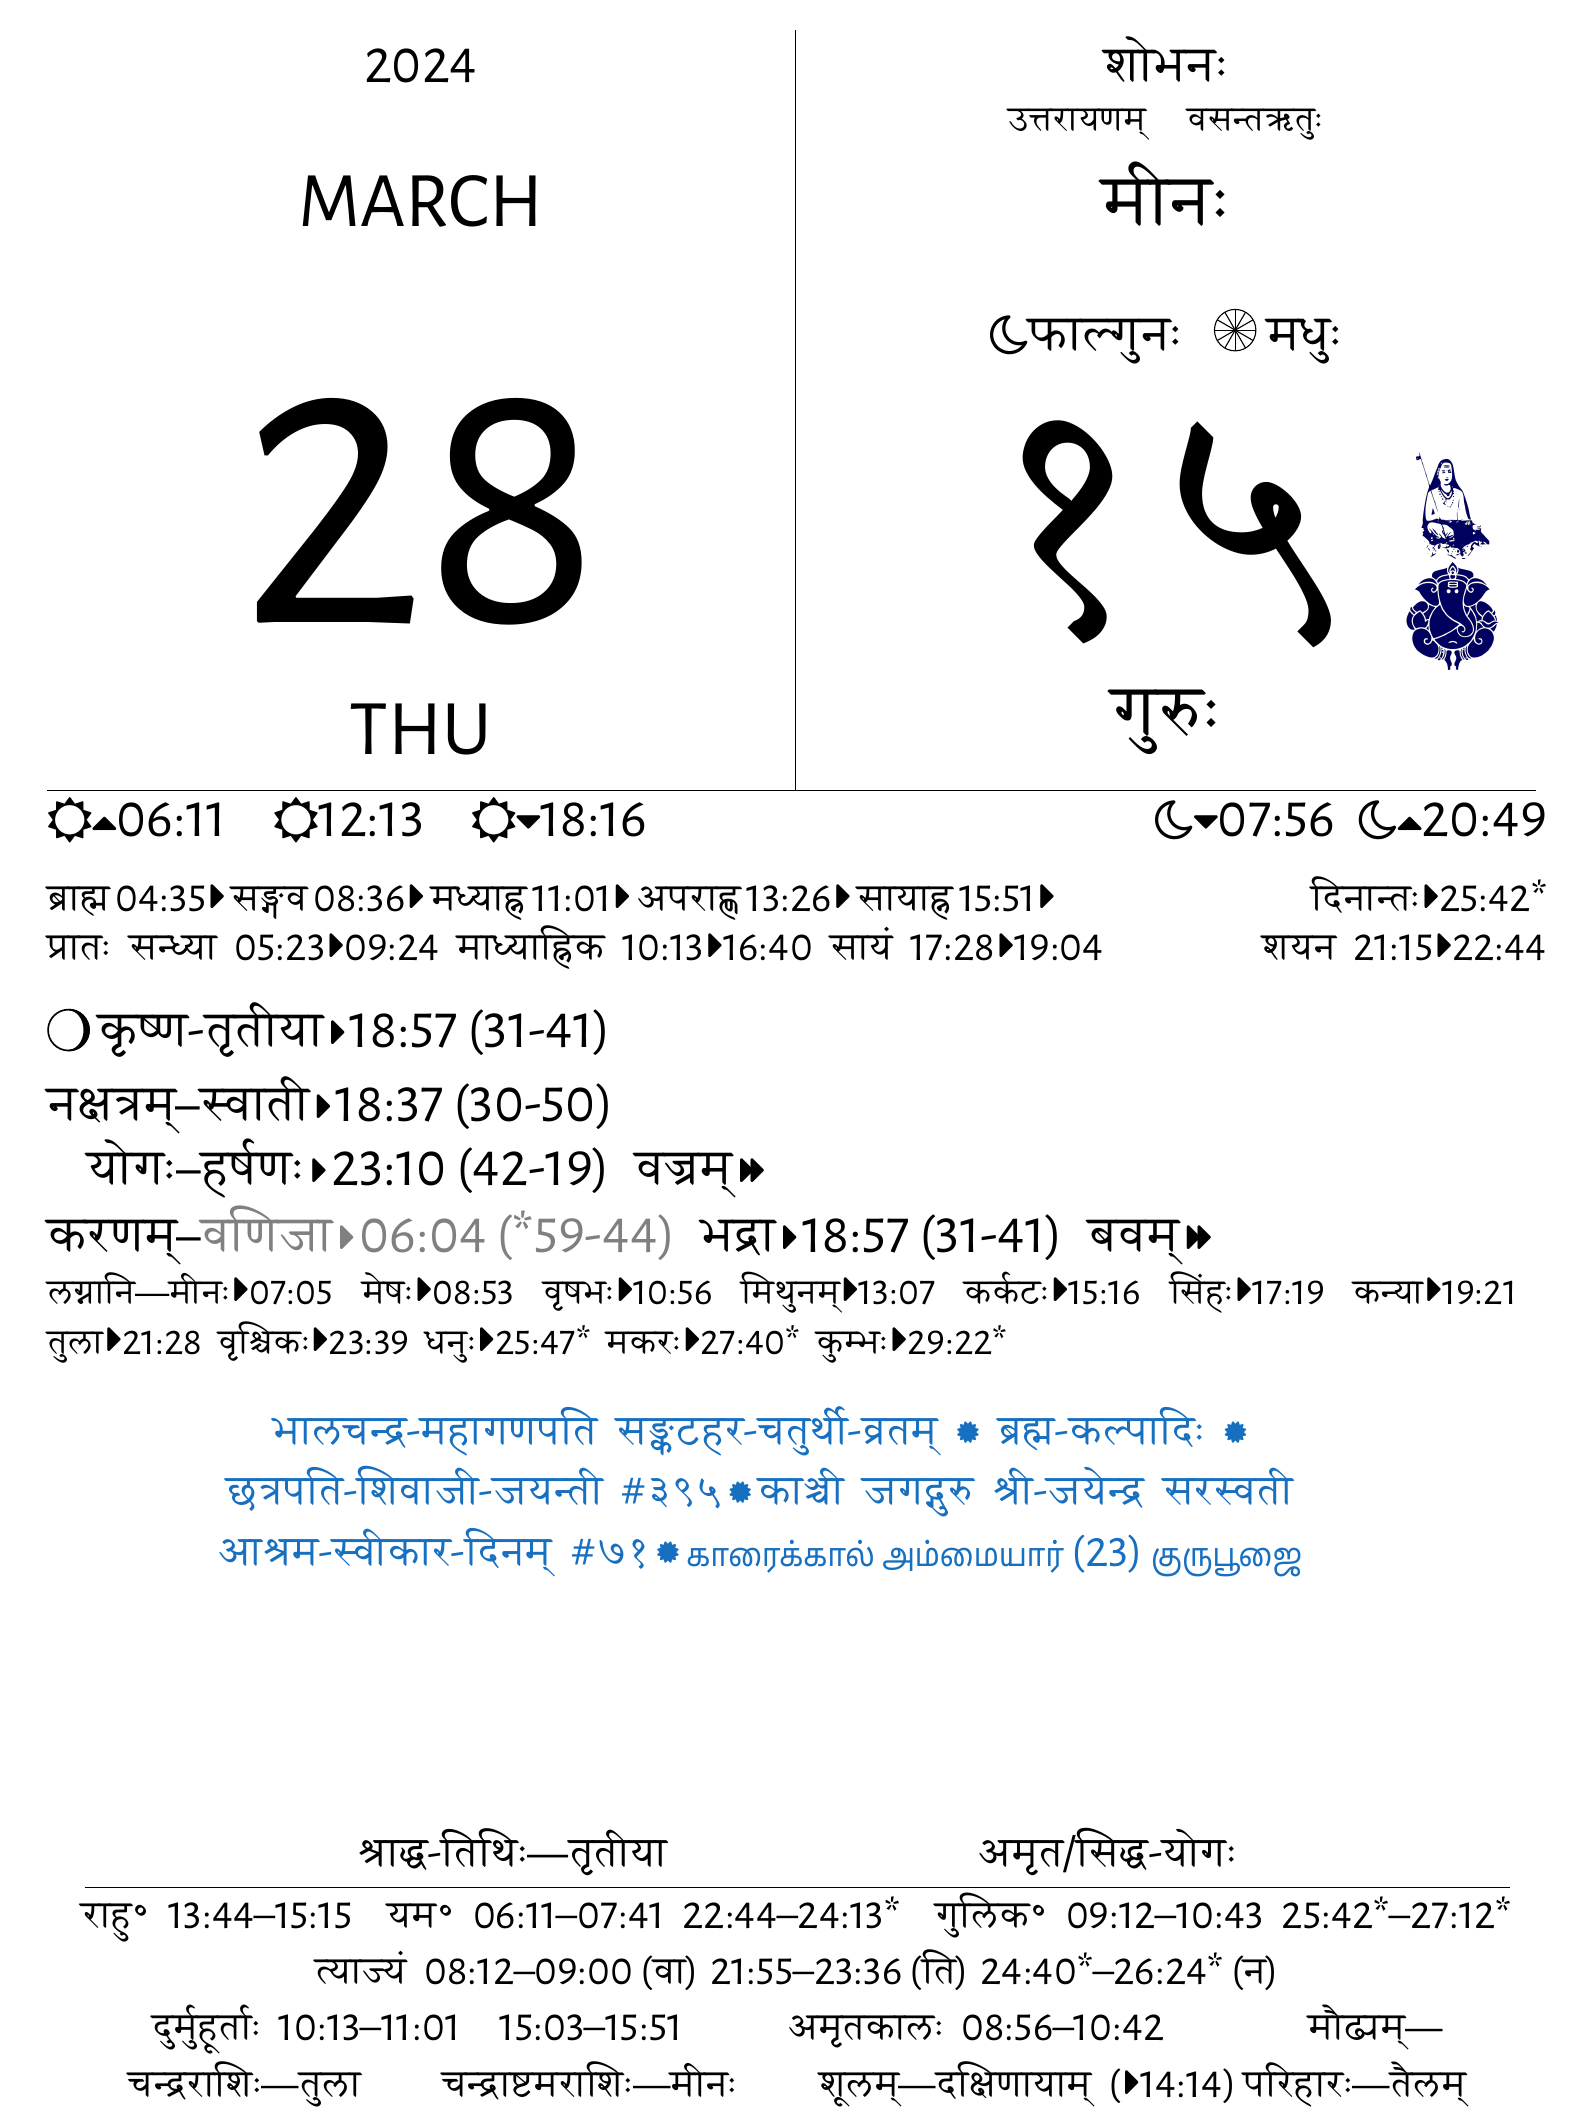 2024
MARCH
28
THU
शोभनः
उत्तरायणम् वसन्तऋतुः
मीनः
फाल्गुनः मधुः
१५
गुरुः
06:11 12:13 18:16 07:56 20:49
ब्राह्म 04:35 सङ्गव 08:36 मध्याह्न 11:01 अपराह्ण 13:26 सायाह्न 15:51 दिनान्तः 25:42*
प्रातः सन्ध्या 05:23 09:24 माध्याह्निक 10:13 16:40 सायं 17:28 19:04 शयन 21:15 22:44
कृष्ण-तृतीया 18:57 (31-41)
नक्षत्रम्–स्वाती 18:37 (30-50)
योगः–हर्षणः 23:10 (42-19) वज्रम्
करणम्–वणिजा 06:04 (*59-44) भद्रा 18:57 (31-41) बवम्
लग्नानि—मीनः 07:05 मेषः 08:53 वृषभः 10:56 मिथुनम् 13:07 कर्कटः 15:16 सिंहः 17:19 कन्या 19:21
तुला 21:28 वृश्चिकः 23:39 धनुः 25:47* मकरः 27:40* कुम्भः 29:22*
भालचन्द्र-महागणपति सङ्कटहर-चतुर्थी-व्रतम् ✹ ब्रह्म-कल्पादिः ✹
छत्रपति-शिवाजी-जयन्ती #३९५ ✹ काञ्ची जगद्गुरु श्री-जयेन्द्र सरस्वती
आश्रम-स्वीकार-दिनम् #७१ ✹ காரைக்கால் அம்மையார் (23) குருபூஜை
श्राद्ध-तिथिः—तृतीया अमृत/सिद्ध-योगः
राहु॰ 13:44–15:15 यम॰ 06:11–07:41 22:44–24:13* गुलिक॰ 09:12–10:43 25:42*–27:12*
त्याज्यं 08:12–09:00 (वा) 21:55–23:36 (ति) 24:40*–26:24* (न)
दुर्मुहूर्ताः 10:13–11:01 15:03–15:51 अमृतकालः 08:56–10:42 मौढ्यम्—
चन्द्रराशिः—तुला चन्द्राष्टमराशिः—मीनः शूलम्—दक्षिणायाम् (14:14) परिहारः—तैलम्